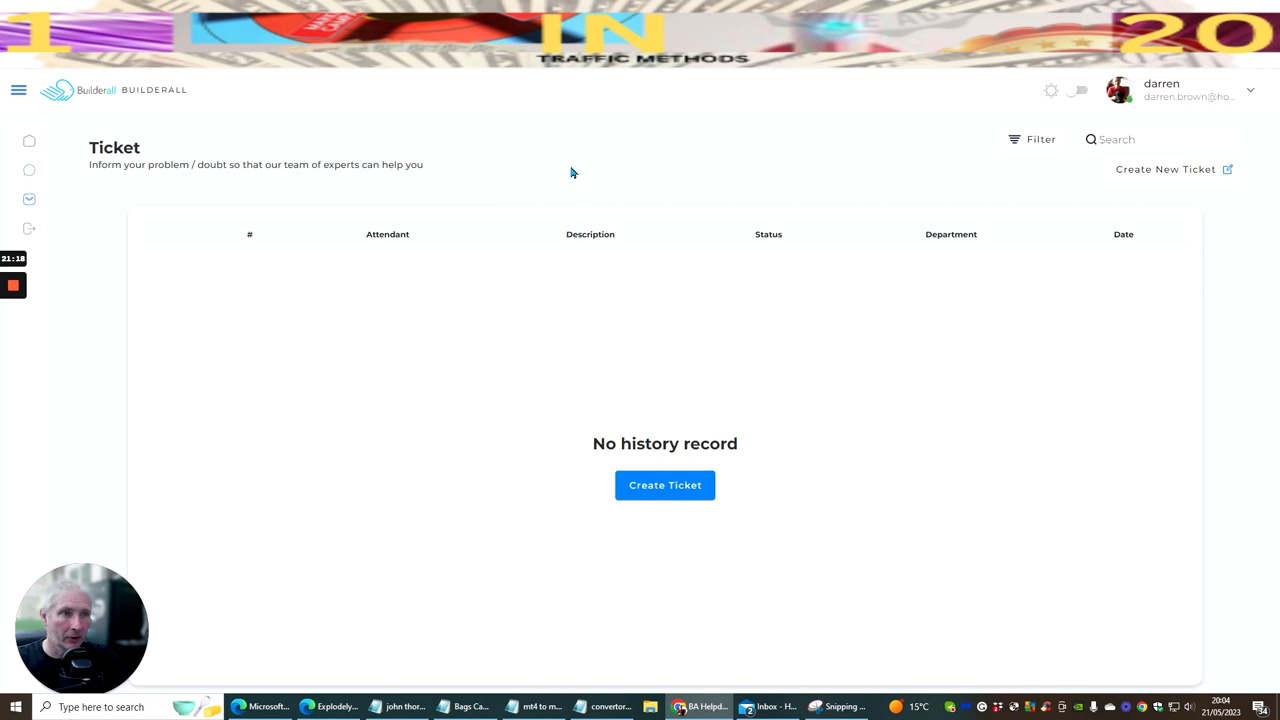 1 IN 20
TRAFFIC METHODS
Builderall BUILDERALL
darren
darren.brown@ho...
Ticket
Inform your problem / doubt so that our team of experts can help you
Filter
Search
Create New Ticket
# Attendant Description Status Department Date
21:18
No history record
Create Ticket
Type here to search
Microsoft...
Explodely...
john thor...
Bags Ca...
mt4 to m...
convertor...
BA Helpd...
Inbox - H...
Snipping ...
15°C
20:04
21/05/2023